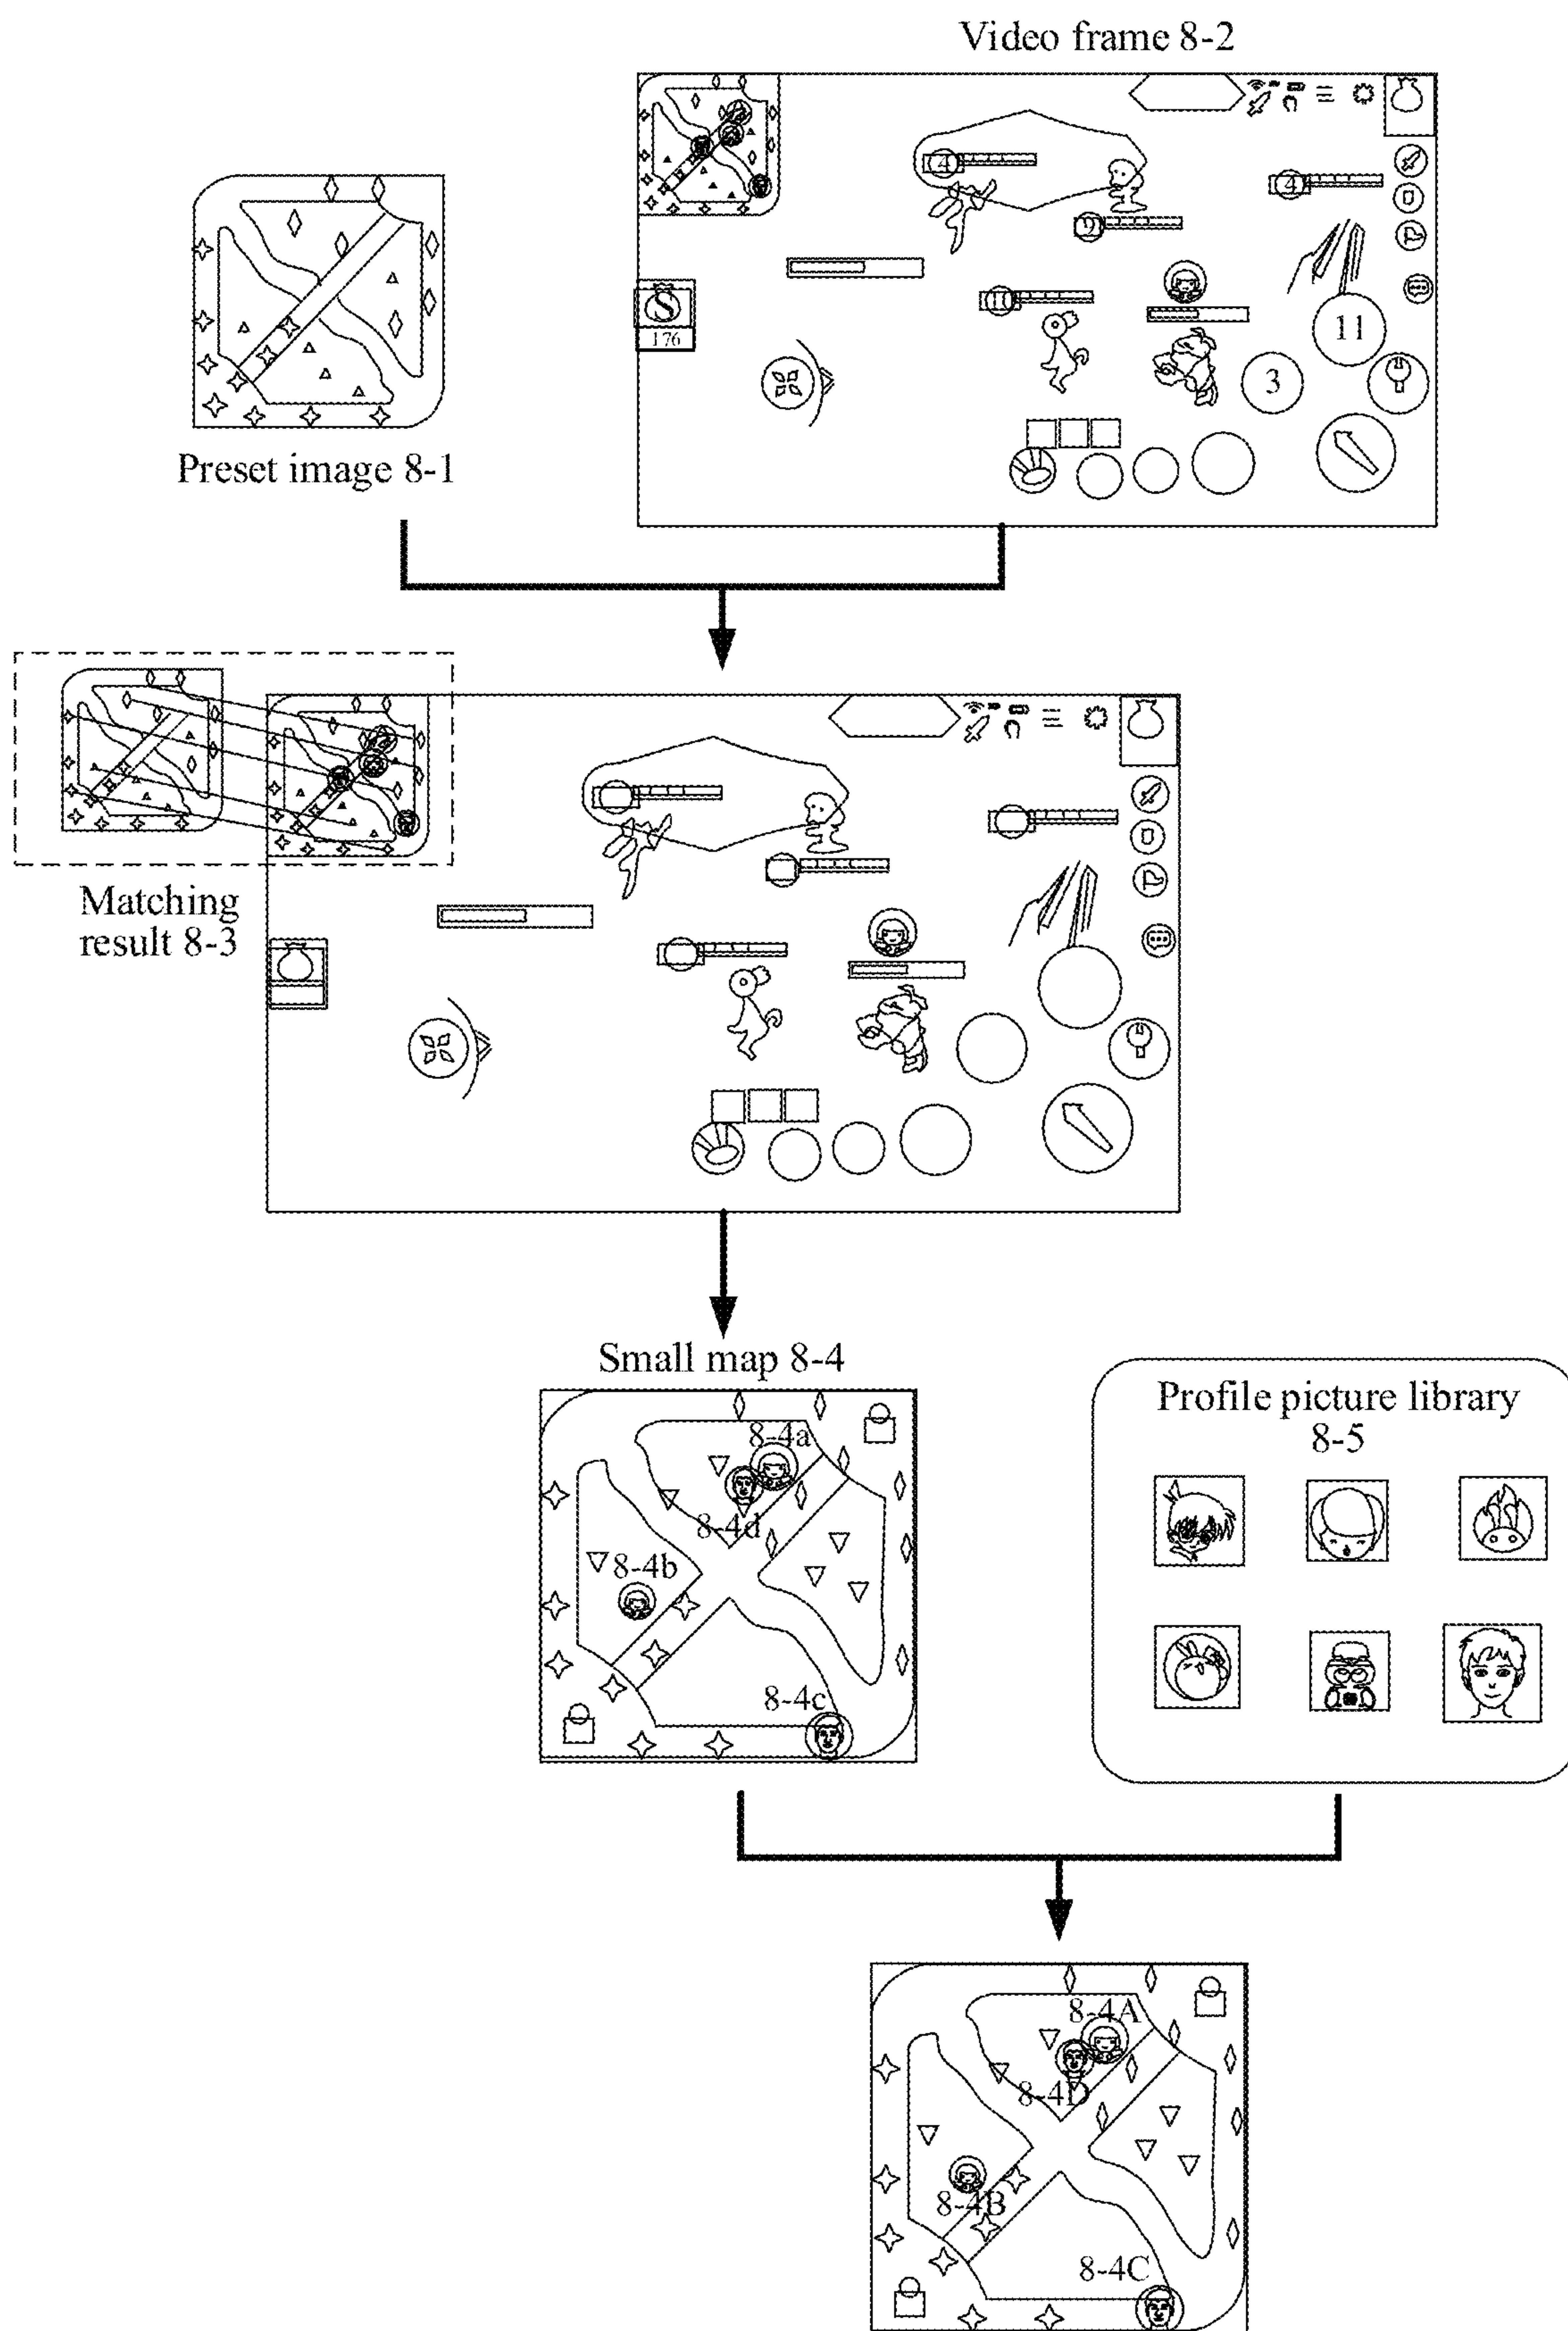 Video frame 8-2
4
4
9
S
176
11
11
3
Preset image 8-1
Matching
result 8-3
Small map 8-4
Profile picture library
8-5
8-4a
8-4d
8-4b
8-4c
8-4A
8-4D
8-4B
8-4C